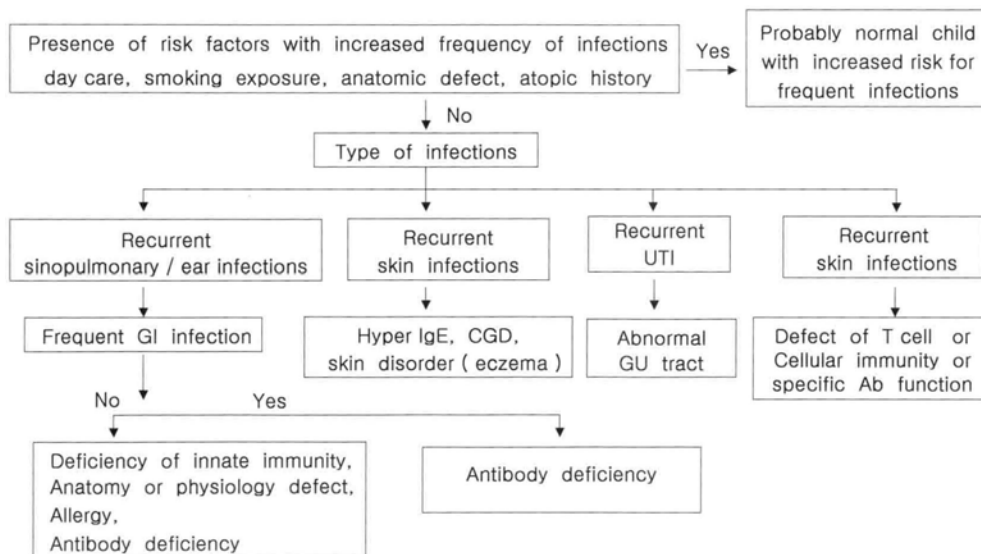 Presence of risk factors with increased frequency of infections
day care, smoking exposure, anatomic defect, atopic history
Yes
Probably normal child
with increased risk for
frequent infections
No
Type of infections
Recurrent
sinopulmonary / ear infections
Recurrent
skin infections
Recurrent
UTI
Recurrent
skin infections
Frequent GI infection
Hyper IgE, CGD,
skin disorder ( eczema )
Abnormal
GU tract
Defect of T cell or
Cellular immunity or
specific Ab function
No
Yes
Deficiency of innate immunity,
Anatomy or physiology defect,
Allergy,
Antibody deficiency
Antibody deficiency